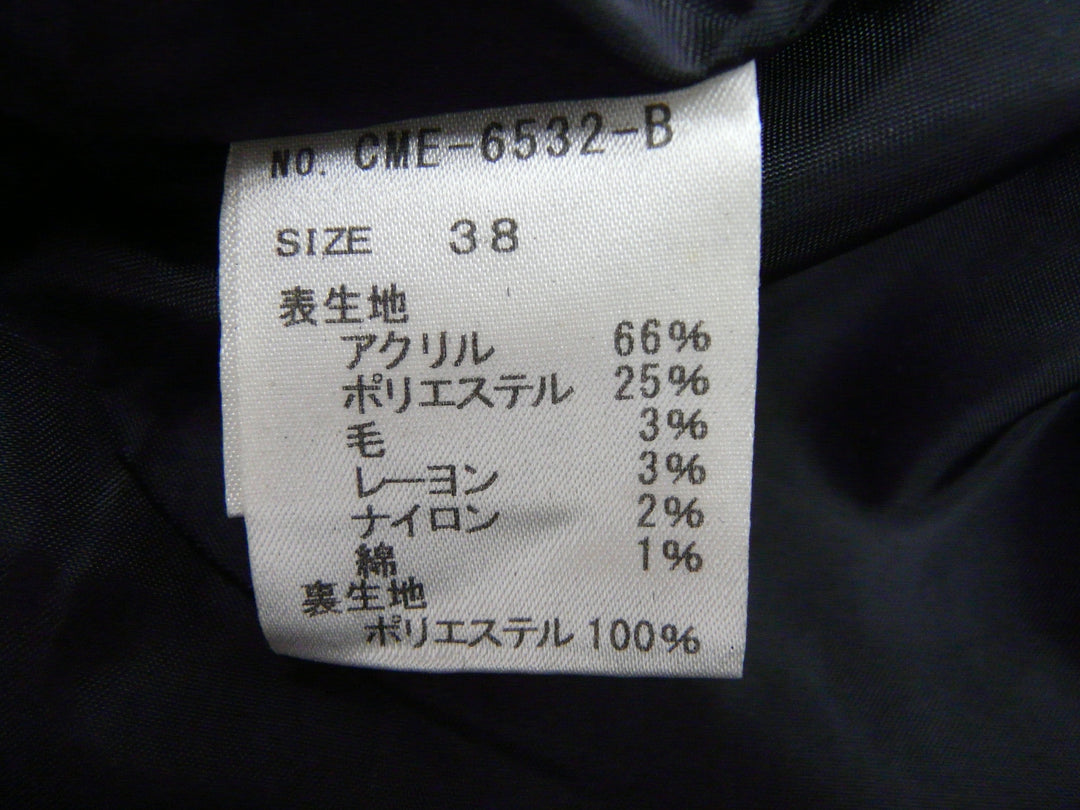 NO. CME-6532-B
SIZE 38
表生地
アクリル 66%
ポリエステル 25%
毛 3%
レーヨン 3%
ナイロン 2%
綿 1%
裏生地
ポリエステル 100%